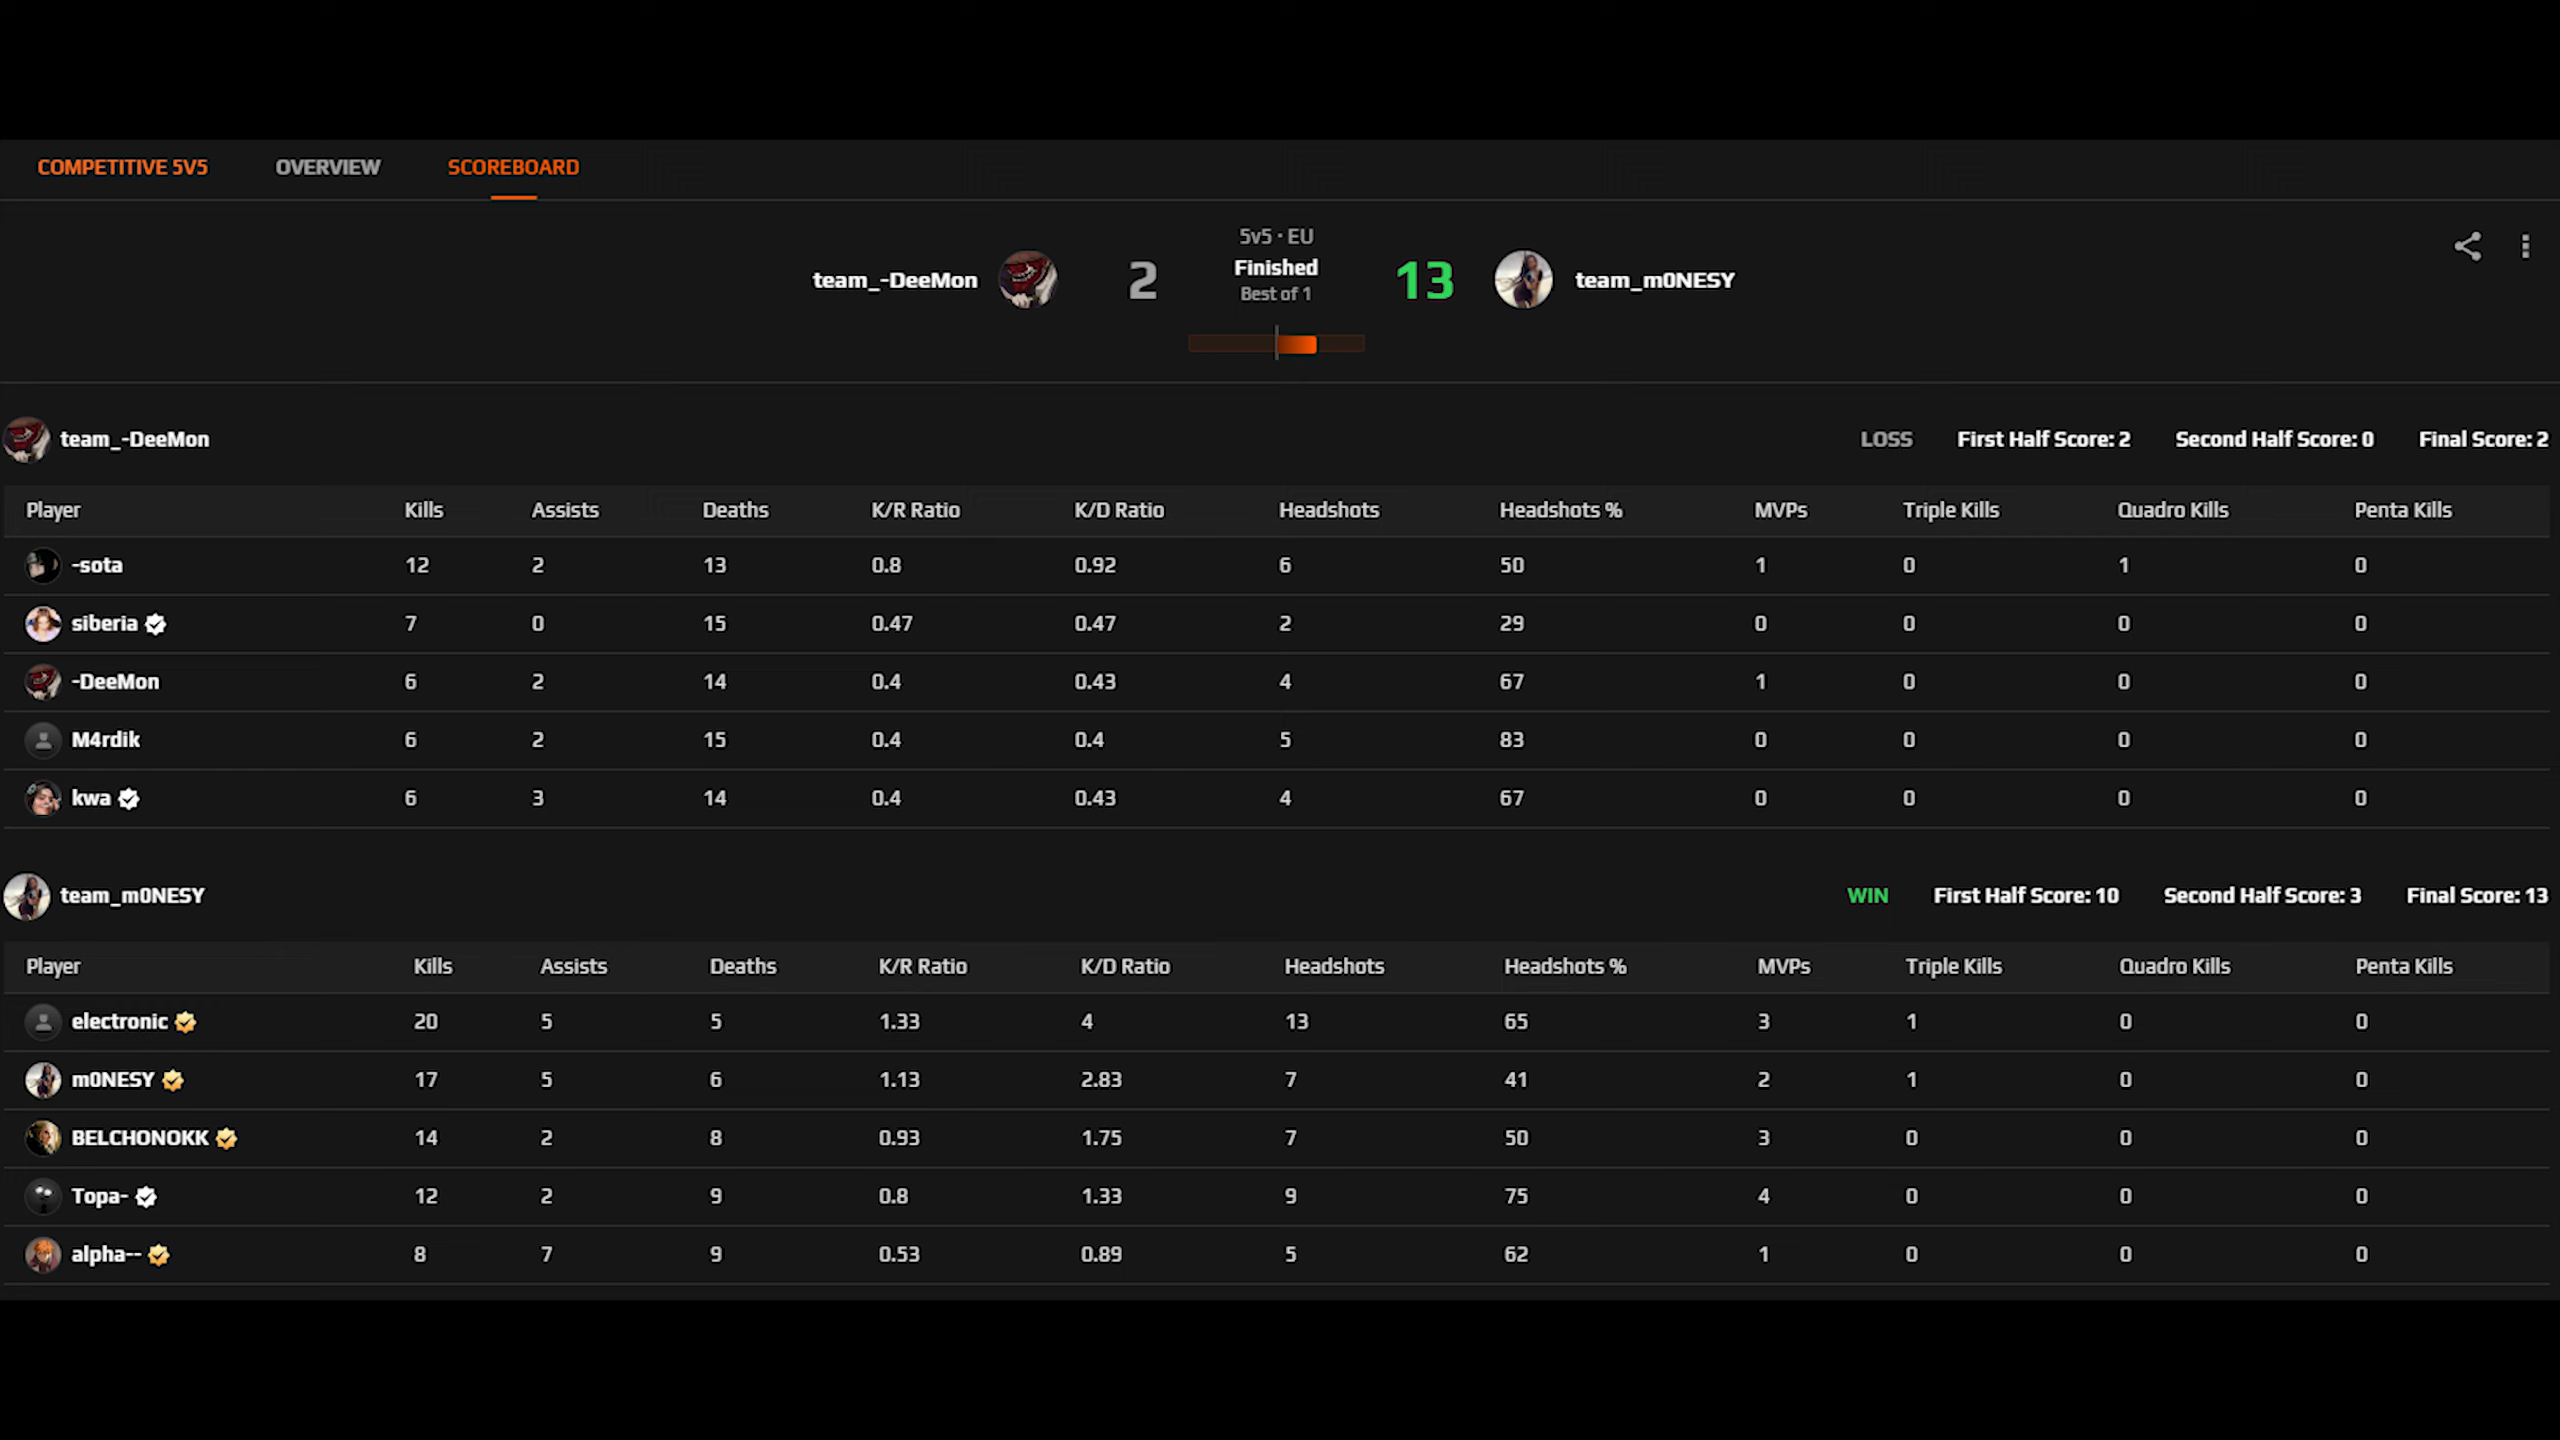 COMPETITIVE 5V5 OVERVIEW SCOREBOARD
5v5 · EU
team_-DeeMon 2 Finished 13 team_m0NESY
Best of 1
team_-DeeMon LOSS First Half Score: 2 Second Half Score: 0 Final Score: 2
Player Kills Assists Deaths K/R Ratio K/D Ratio Headshots Headshots % MVPs Triple Kills Quadro Kills Penta Kills
-sota 12 2 13 0.8 0.92 6 50 1 0 1 0
siberia 7 0 15 0.47 0.47 2 29 0 0 0 0
-DeeMon 6 2 14 0.4 0.43 4 67 1 0 0 0
M4rdik 6 2 15 0.4 0.4 5 83 0 0 0 0
kwa 6 3 14 0.4 0.43 4 67 0 0 0 0
team_m0NESY WIN First Half Score: 10 Second Half Score: 3 Final Score: 13
Player Kills Assists Deaths K/R Ratio K/D Ratio Headshots Headshots % MVPs Triple Kills Quadro Kills Penta Kills
electronic 20 5 5 1.33 4 13 65 3 1 0 0
m0NESY 17 5 6 1.13 2.83 7 41 2 1 0 0
BELCHONOKK 14 2 8 0.93 1.75 7 50 3 0 0 0
Topa- 12 2 9 0.8 1.33 9 75 4 0 0 0
alpha-- 8 7 9 0.53 0.89 5 62 1 0 0 0